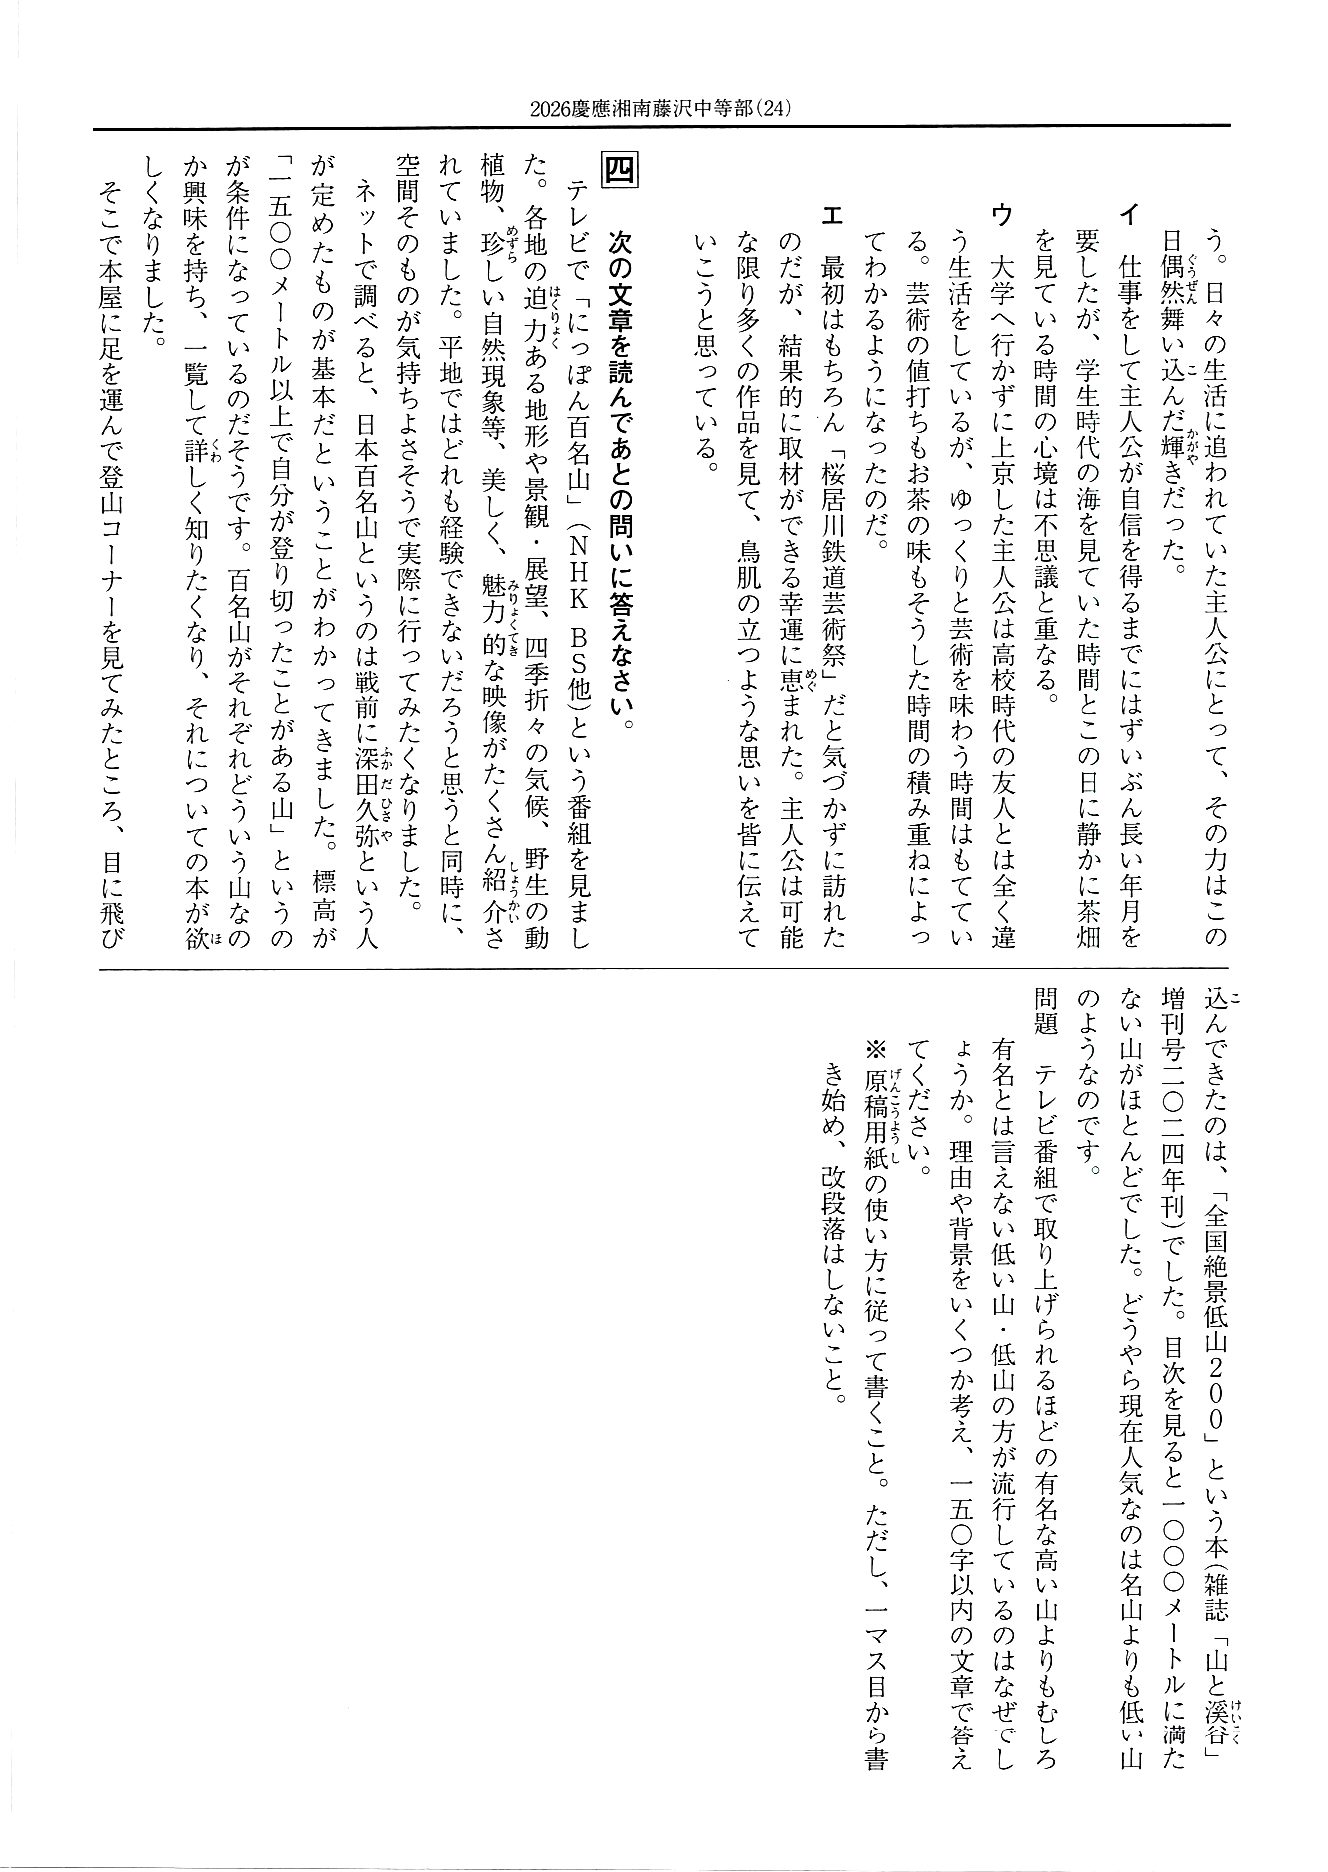 2026慶應湘南藤沢中等部(24)
う。日々の生活に追われていた主人公にとって、その力はこの
日偶然舞い込んだ輝きだった。
イ　仕事をして主人公が自信を得るまでにはずいぶん長い年月を
要したが、学生時代の海を見ていた時間とこの日に静かに茶畑
を見ている時間の心境は不思議と重なる。
ウ　大学へ行かずに上京した主人公は高校時代の友人とは全く違
う生活をしているが、ゆっくりと芸術を味わう時間はもててい
る。芸術の値打ちもお茶の味もそうした時間の積み重ねによっ
てわかるようになったのだ。
エ　最初はもちろん「桜居川鉄道芸術祭」だと気づかずに訪れた
のだが、結果的に取材ができる幸運に恵まれた。主人公は可能
な限り多くの作品を見て、鳥肌の立つような思いを皆に伝えて
いこうと思っている。
四　次の文章を読んであとの問いに答えなさい。
テレビで「にっぽん百名山」（ＮＨＫ　ＢＳ他）という番組を見まし
た。各地の迫力ある地形や景観・展望、四季折々の気候、野生の動
植物、珍しい自然現象等、美しく、魅力的な映像がたくさん紹介さ
れていました。平地ではどれも経験できないだろうと思うと同時に、
空間そのものが気持ちよさそうで実際に行ってみたくなりました。
ネットで調べると、日本百名山というのは戦前に深田久弥という人
が定めたものが基本だということがわかってきました。標高が
「一五〇〇メートル以上で自分が登り切ったことがある山」というの
が条件になっているのだそうです。百名山がそれぞれどういう山なの
か興味を持ち、一覧して詳しく知りたくなり、それについての本が欲
しくなりました。
そこで本屋に足を運んで登山コーナーを見てみたところ、目に飛び
込んできたのは、「全国絶景低山２００」という本（雑誌「山と溪谷」
増刊号二〇二四年刊）でした。目次を見ると一〇〇〇メートルに満た
ない山がほとんどでした。どうやら現在人気なのは名山よりも低い山
のようなのです。
問題　テレビ番組で取り上げられるほどの有名な高い山よりもむしろ
有名とは言えない低い山・低山の方が流行しているのはなぜでし
ょうか。理由や背景をいくつか考え、一五〇字以内の文章で答え
てください。
※原稿用紙の使い方に従って書くこと。ただし、一マス目から書
き始め、改段落はしないこと。